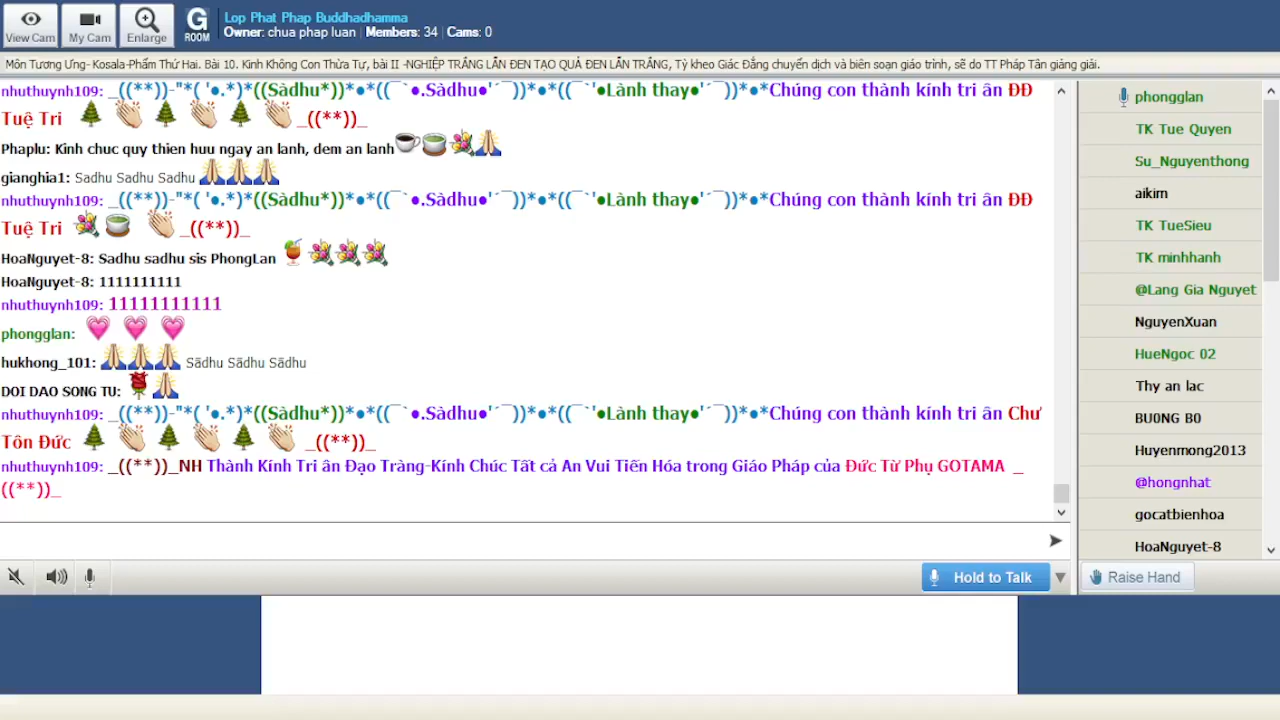 View Cam
My Cam
Enlarge
G
ROOM
Lop Phat Phap Buddhadhamma
Owner: chua phap luan | Members: 34 | Cams: 0
Môn Tương Ưng- Kosala-Phẩm Thứ Hai. Bài 10. Kinh Không Con Thừa Tự, bài II -NGHIỆP TRẮNG LẪN ĐEN TẠO QUẢ ĐEN LẪN TRẮNG, Tỳ kheo Giác Đẳng chuyển dịch và biên soạn giáo trình, sẽ do TT Pháp Tân giảng giải.
nhuthuynh109: _((**))-"*( '●.*)*((Sàdhu*))*●*((¯`●.Sàdhu●'´¯))*●*((¯`'●Lành thay●'´¯))*●*Chúng con thành kính tri ân ĐĐ
Tuệ Tri 🌲 👏 🌲 👏 🌲 👏 _((**))_
Phaplu: Kinh chuc quy thien huu ngay an lanh, dem an lanh☕🍵💐🙏
gianghia1: Sadhu Sadhu Sadhu 🙏🙏🙏
nhuthuynh109: _((**))-"*( '●.*)*((Sàdhu*))*●*((¯`●.Sàdhu●'´¯))*●*((¯`'●Lành thay●'´¯))*●*Chúng con thành kính tri ân ĐĐ
Tuệ Tri 💐🍵 👏 _((**))_
HoaNguyet-8: Sadhu sadhu sis PhongLan 🍹💐💐💐
HoaNguyet-8: 1111111111
nhuthuynh109: 11111111111
phongglan: 💗 💗 💗
hukhong_101: 🙏🙏🙏 Sādhu Sādhu Sādhu
DOI DAO SONG TU: 🌹🙏
nhuthuynh109: _((**))-"*( '●.*)*((Sàdhu*))*●*((¯`●.Sàdhu●'´¯))*●*((¯`'●Lành thay●'´¯))*●*Chúng con thành kính tri ân Chư
Tôn Đức 🌲 👏 🌲 👏 🌲 👏 _((**))_
nhuthuynh109: _((**))_NH Thành Kính Tri ân Đạo Tràng-Kính Chúc Tất cả An Vui Tiến Hóa trong Giáo Pháp của Đức Từ Phụ GOTAMA _
((**))_
Hold to Talk
phongglan
TK Tue Quyen
Su_Nguyenthong
aikim
TK TueSieu
TK minhhanh
@Lang Gia Nguyet
NguyenXuan
HueNgoc 02
Thy an lac
BU0NG B0
Huyenmong2013
@hongnhat
gocatbienhoa
HoaNguyet-8
Raise Hand